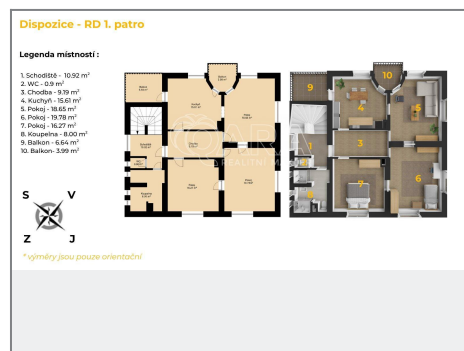 Dispozice - RD 1. patro
Legenda místností :
1. Schodiště - 10.92 m²
2. WC - 0.9 m²
3. Chodba - 9.19 m²
4. Kuchyň - 15.61 m²
5. Pokoj - 18.65 m²
6. Pokoj - 19.78 m²
7. Pokoj - 16.27 m²
8. Koupelna - 8.00 m²
9. Balkon - 6.64 m²
10. Balkon- 3.99 m²
S V
Z J
* výměry jsou pouze orientační
9
10
4
5
1
3
7
6